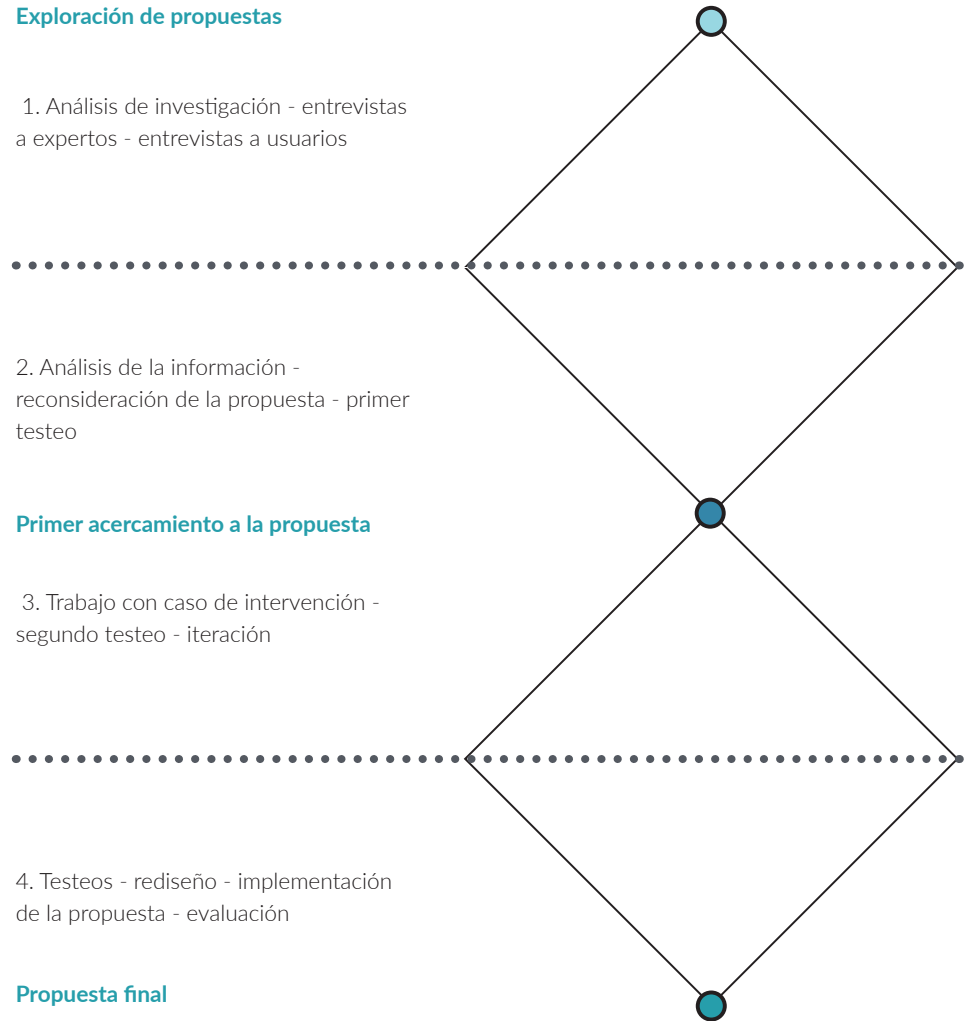 Exploración de propuestas
1. Análisis de investigación - entrevistas
a expertos - entrevistas a usuarios
2. Análisis de la información -
reconsideración de la propuesta - primer
testeo
Primer acercamiento a la propuesta
3. Trabajo con caso de intervención -
segundo testeo - iteración
4. Testeos - rediseño - implementación
de la propuesta - evaluación
Propuesta final